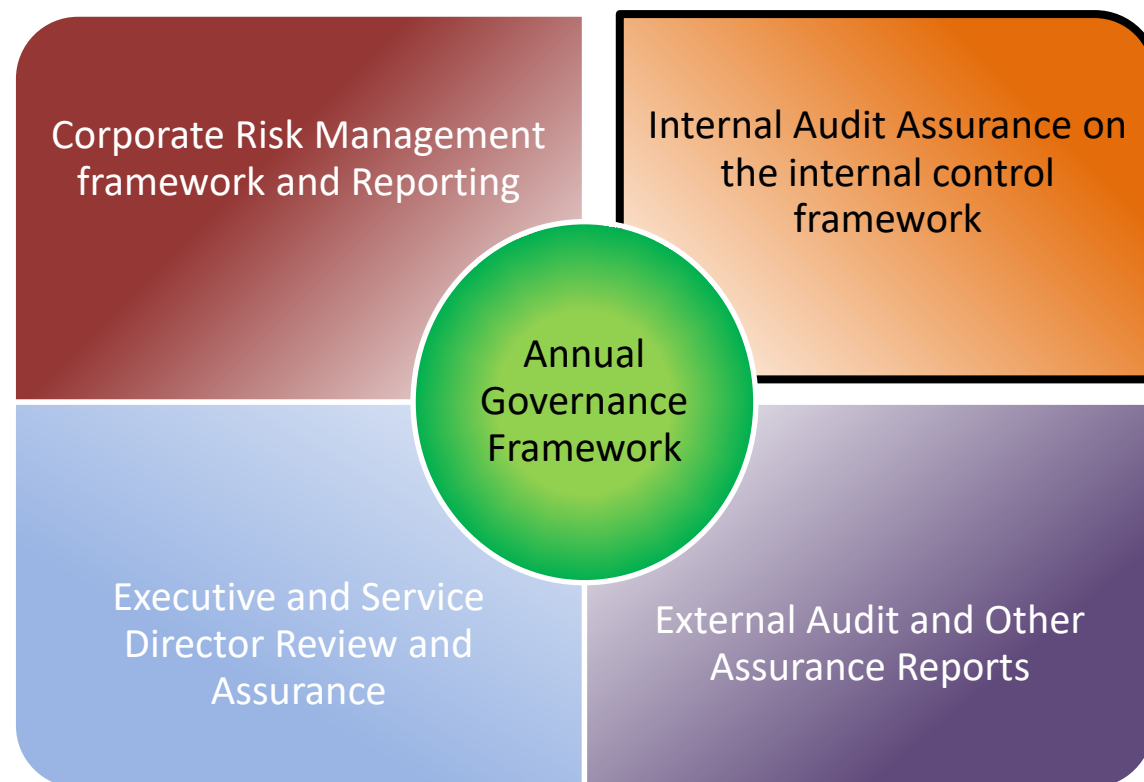 Corporate Risk Management
framework and Reporting
Internal Audit Assurance on
the internal control
framework
Annual
Governance
Framework
Executive and Service
Director Review and
Assurance
External Audit and Other
Assurance Reports